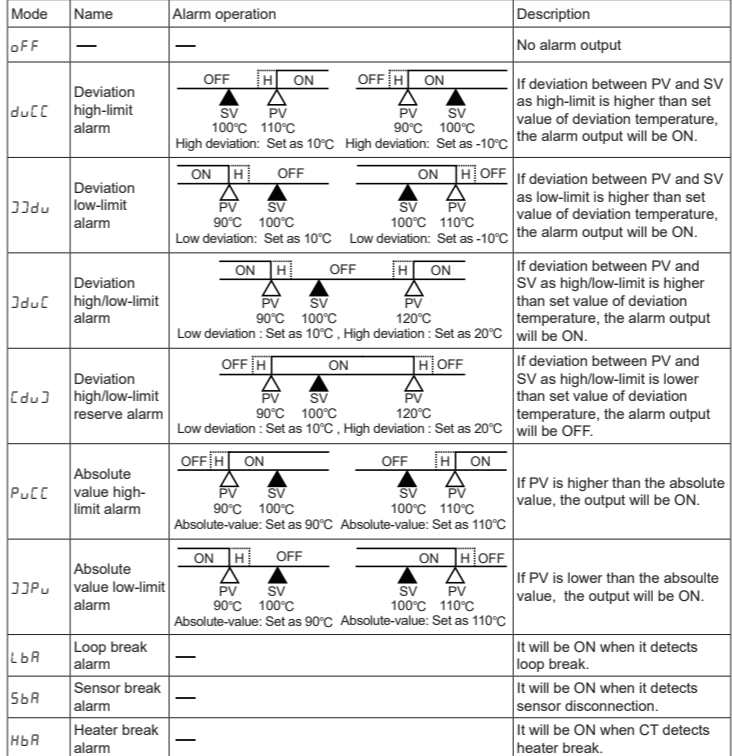 Mode Name Alarm operation Description
oFF — — No alarm output
dvCC
Deviation
high-limit
alarm
OFF H ON OFF H ON
SV PV PV SV
100°C 110°C 90°C 100°C
High deviation: Set as 10°C High deviation: Set as -10°C
If deviation between PV and SV
as high-limit is higher than set
value of deviation temperature,
the alarm output will be ON.
JJdv
Deviation
low-limit
alarm
ON H OFF ON H OFF
PV SV SV PV
90°C 100°C 100°C 110°C
Low deviation: Set as 10°C Low deviation: Set as -10°C
If deviation between PV and SV
as low-limit is higher than set
value of deviation temperature,
the alarm output will be ON.
JdvC
Deviation
high/low-limit
alarm
ON H OFF H ON
PV SV PV
90°C 100°C 120°C
Low deviation : Set as 10°C , High deviation : Set as 20°C
If deviation between PV and
SV as high/low-limit is higher
than set value of deviation
temperature, the alarm output
will be ON.
CdvJ
Deviation
high/low-limit
reserve alarm
OFF H ON H OFF
PV SV PV
90°C 100°C 120°C
Low deviation : Set as 10°C , High deviation : Set as 20°C
If deviation between PV and
SV as high/low-limit is lower
than set value of deviation
temperature, the alarm output
will be OFF.
PvCC
Absolute
value high-
limit alarm
OFF H ON OFF H ON
PV SV SV PV
90°C 100°C 100°C 110°C
Absolute-value: Set as 90°C Absolute-value: Set as 110°C
If PV is higher than the absolute
value, the output will be ON.
JJPv
Absolute
value low-limit
alarm
ON H OFF ON H OFF
PV SV SV PV
90°C 100°C 100°C 110°C
Absolute-value: Set as 90°C Absolute-value: Set as 110°C
If PV is lower than the absoulte
value, the output will be ON.
LbA
Loop break
alarm
—
It will be ON when it detects
loop break.
SbA
Sensor break
alarm
—
It will be ON when it detects
sensor disconnection.
HbA
Heater break
alarm
—
It will be ON when CT detects
heater break.